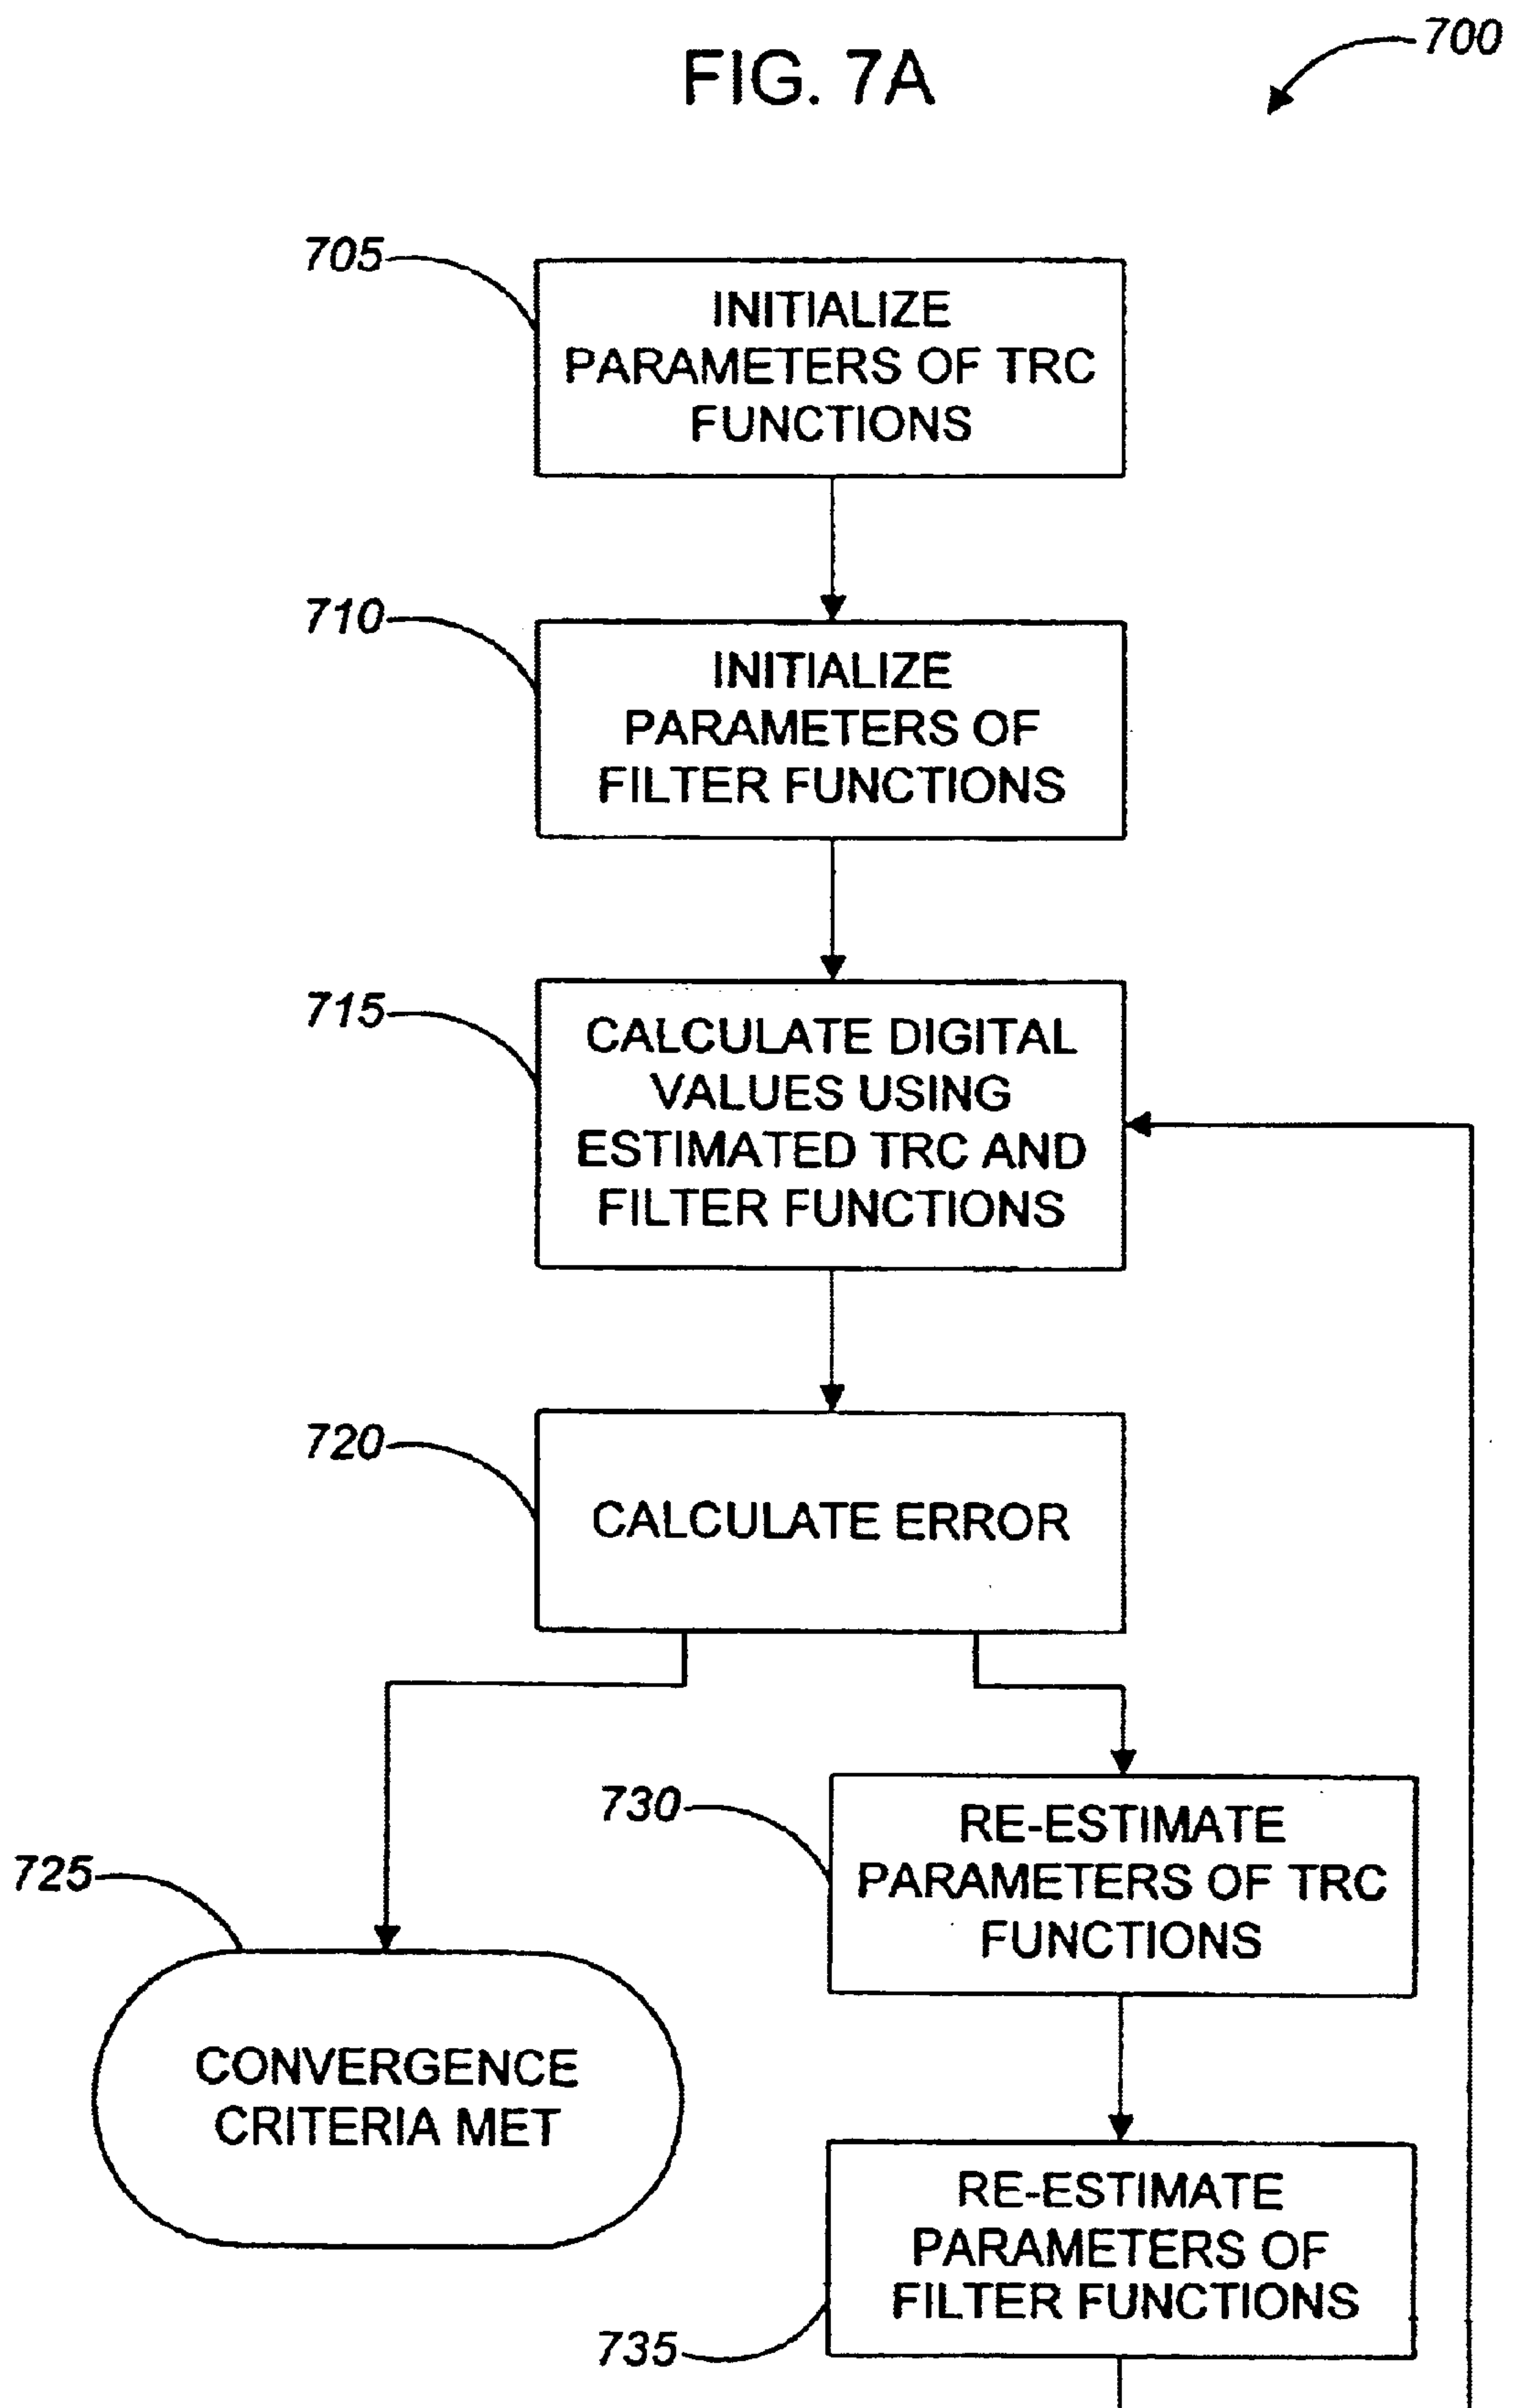 FIG. 7A
700
705
INITIALIZE
PARAMETERS OF TRC
FUNCTIONS
710
INITIALIZE
PARAMETERS OF
FILTER FUNCTIONS
715
CALCULATE DIGITAL
VALUES USING
ESTIMATED TRC AND
FILTER FUNCTIONS
720
CALCULATE ERROR
730
RE-ESTIMATE
PARAMETERS OF TRC
FUNCTIONS
725
CONVERGENCE
CRITERIA MET
RE-ESTIMATE
PARAMETERS OF
FILTER FUNCTIONS
735